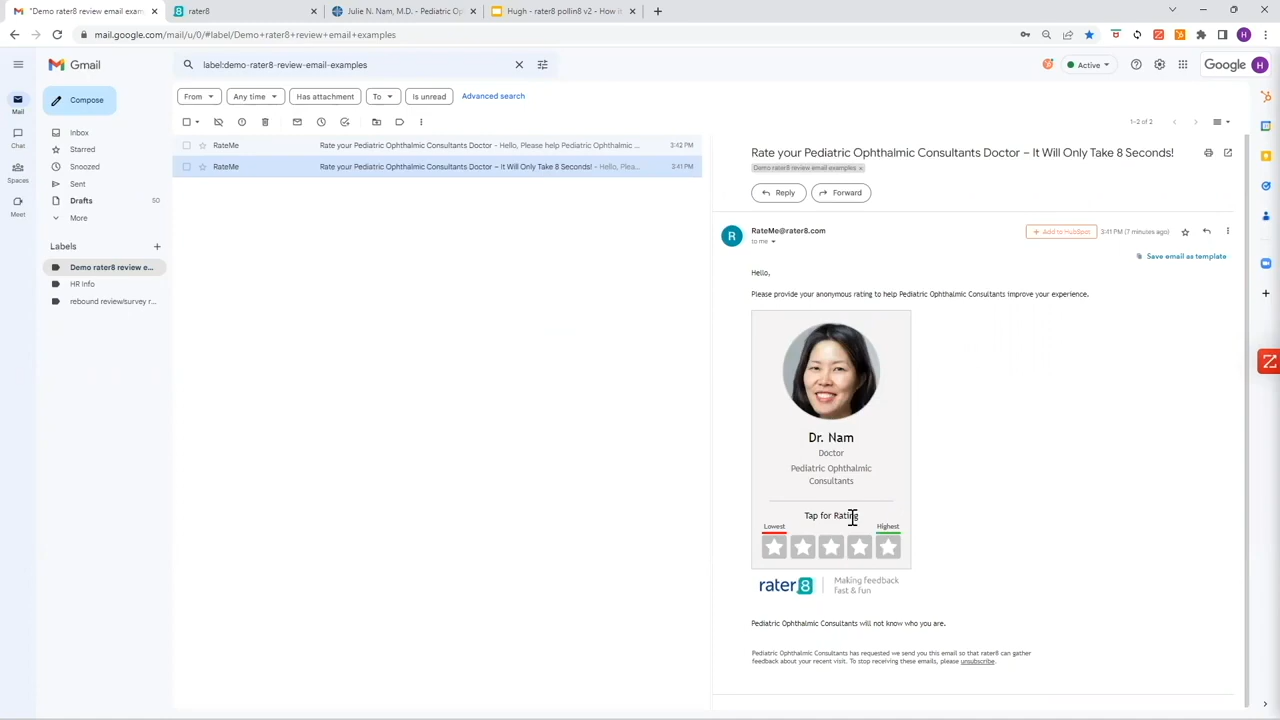 "Demo r8 review email exam
rater8
Julie N. Nam, M.D. - Pediatric Op
Hugh - rater8 pollin8 v2 - How it
mail.google.com/mail/u/0/#label/Demo+rater8+review+email+examples
Gmail
label:demo-rater8-review-email-examples
Active
Google
H
Mail
Compose
From
Any time
Has attachment
To
Is unread
Advanced search
Inbox
Chat
Starred
Snoozed
Spaces
Sent
Drafts
Meet
More
1–2 of 2
RateMe
Rate your Pediatric Ophthalmic Consultants Doctor - Hello, Please help Pediatric Ophthalmic ...
3:42 PM
RateMe
Rate your Pediatric Ophthalmic Consultants Doctor – It Will Only Take 8 Seconds! - Hello, Plea...
3:41 PM
Labels
Demo rater8 review e...
HR Info
rebound review/survey r...
Rate your Pediatric Ophthalmic Consultants Doctor – It Will Only Take 8 Seconds!
Demo rater8 review email examples x
Reply
Forward
R
RateMe@rater8.com
to me
+ Add to HubSpot
3:41 PM (7 minutes ago)
Save email as template
Hello,
Please provide your anonymous rating to help Pediatric Ophthalmic Consultants improve your experience.
Dr. Nam
Doctor
Pediatric Ophthalmic
Consultants
Tap for Rating
Lowest
Highest
rater8
Making feedback
fast & fun
Pediatric Ophthalmic Consultants will not know who you are.
Pediatric Ophthalmic Consultants has requested we send you this email so that rater8 can gather
feedback about your recent visit. To stop receiving these emails, please unsubscribe.